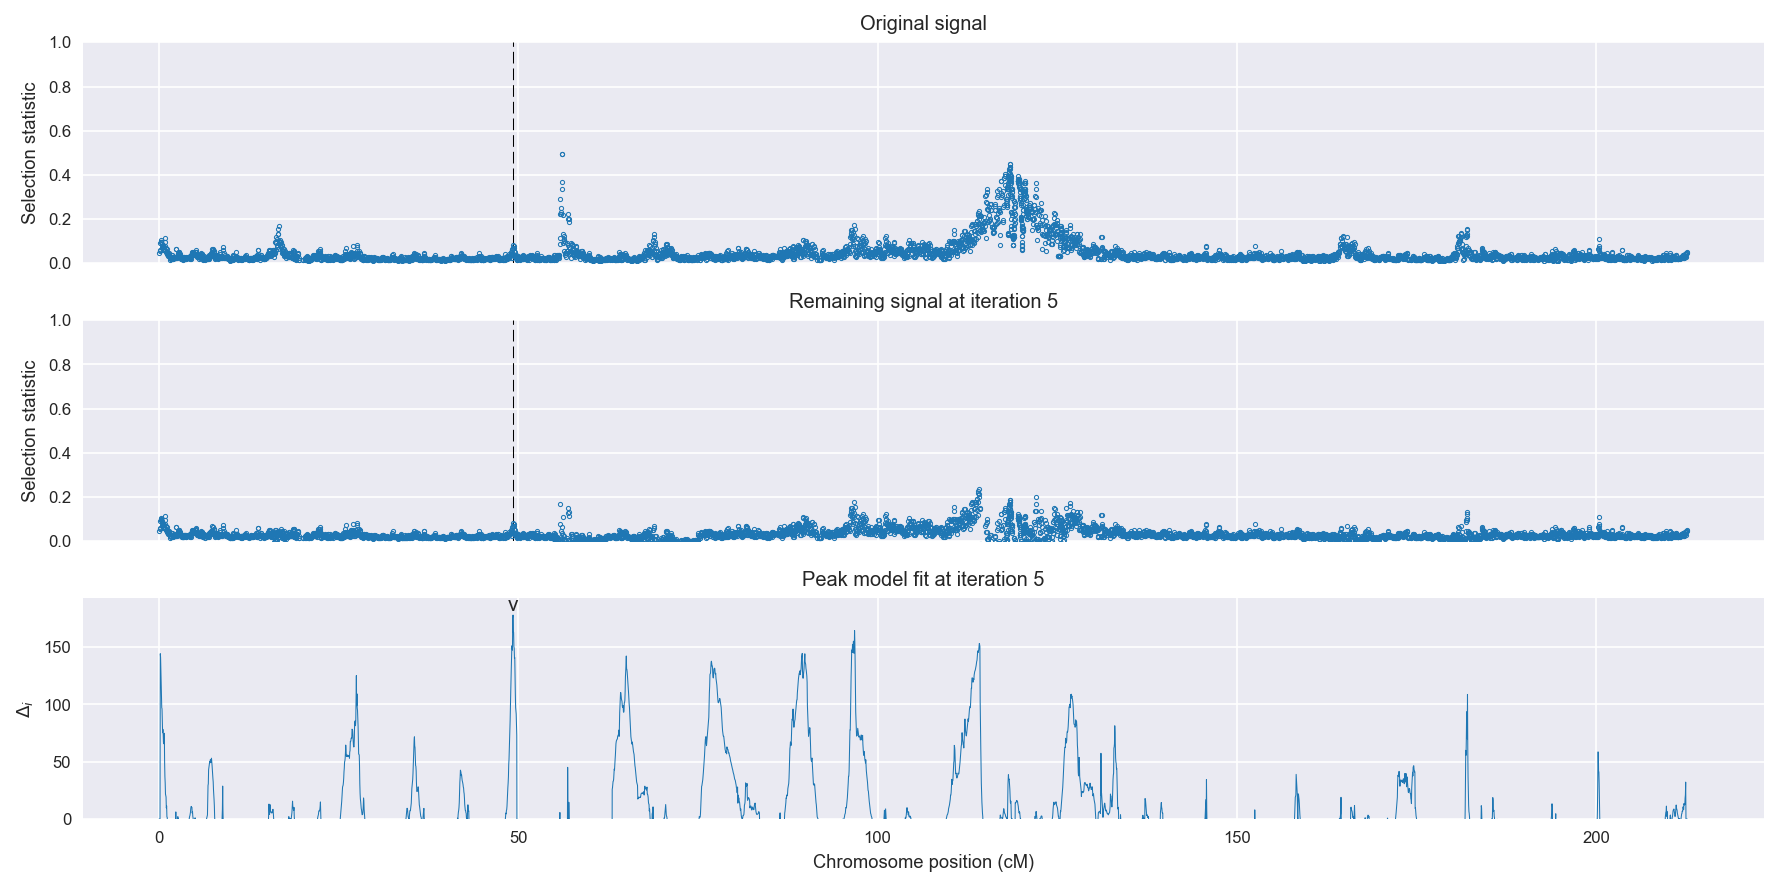 Original signal
Selection statistic
1.0
0.8
0.6
0.4
0.2
0.0
Remaining signal at iteration 5
Selection statistic
1.0
0.8
0.6
0.4
0.2
0.0
Peak model fit at iteration 5
v
Δi
150
100
50
0
0 50 100 150 200
Chromosome position (cM)